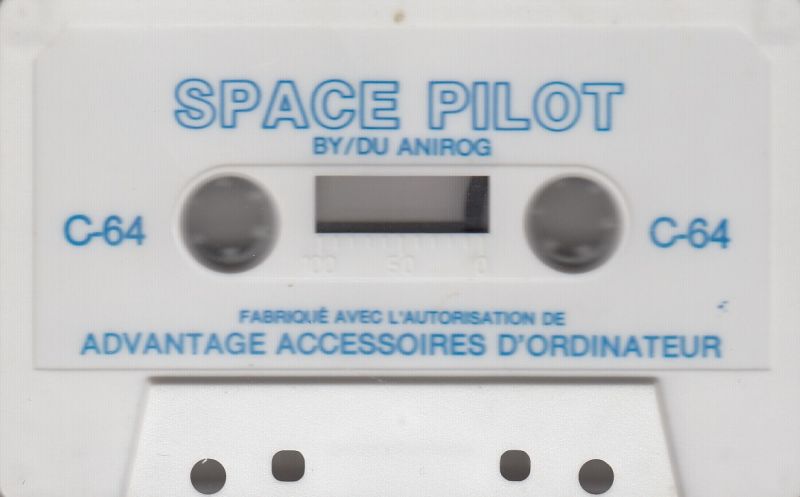 SPACE PILOT
BY/DU ANIROG
C-64
C-64
100 50 0
FABRIQUÉ AVEC L'AUTORISATION DE
ADVANTAGE ACCESSOIRES D'ORDINATEUR